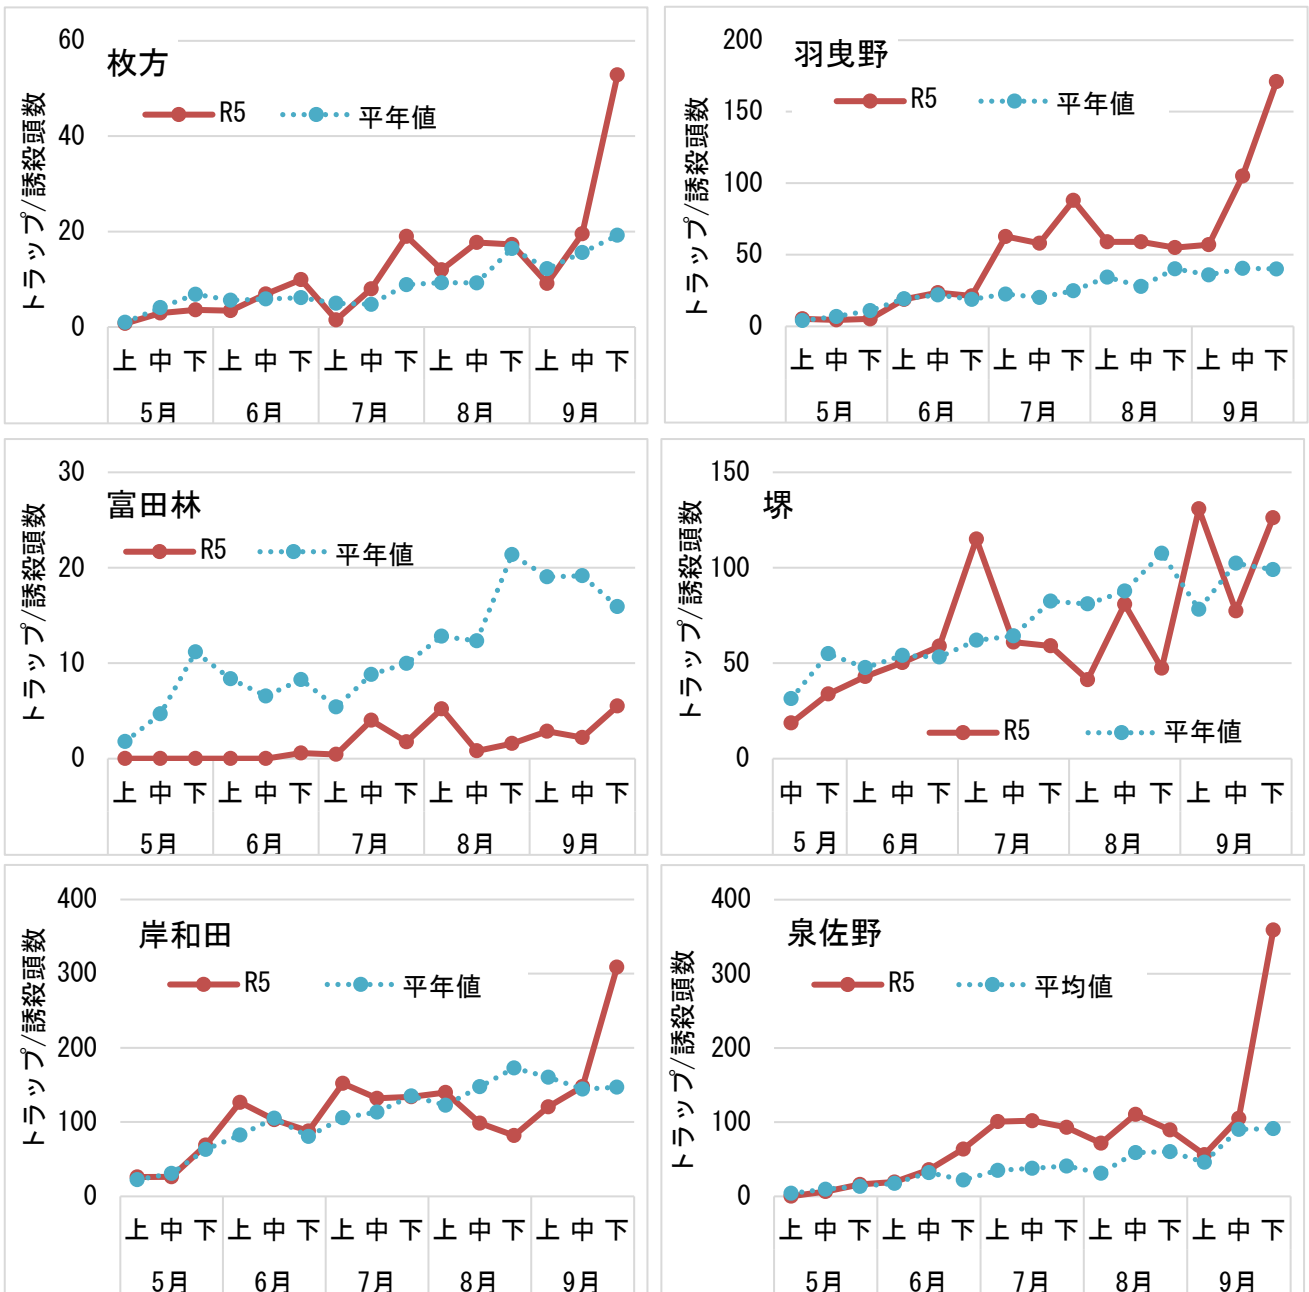 枚方
トラップ/誘殺頭数
R5 平年値
60
40
20
0
上 中 下 上 中 下 上 中 下 上 中 下 上 中 下
5月 6月 7月 8月 9月
羽曳野
トラップ/誘殺頭数
R5 平年値
200
150
100
50
0
上 中 下 上 中 下 上 中 下 上 中 下 上 中 下
5月 6月 7月 8月 9月
富田林
トラップ/誘殺頭数
R5 平年値
30
20
10
0
上 中 下 上 中 下 上 中 下 上 中 下 上 中 下
5月 6月 7月 8月 9月
堺
トラップ/誘殺頭数
150
100
50
0
R5 平年値
中 下 上 中 下 上 中 下 上 中 下 上 中 下
5 月 6月 7月 8月 9月
岸和田
トラップ/誘殺頭数
R5 平年値
400
300
200
100
0
上 中 下 上 中 下 上 中 下 上 中 下 上 中 下
5月 6月 7月 8月 9月
泉佐野
トラップ/誘殺頭数
R5 平均値
400
300
200
100
0
上 中 下 上 中 下 上 中 下 上 中 下 上 中 下
5月 6月 7月 8月 9月